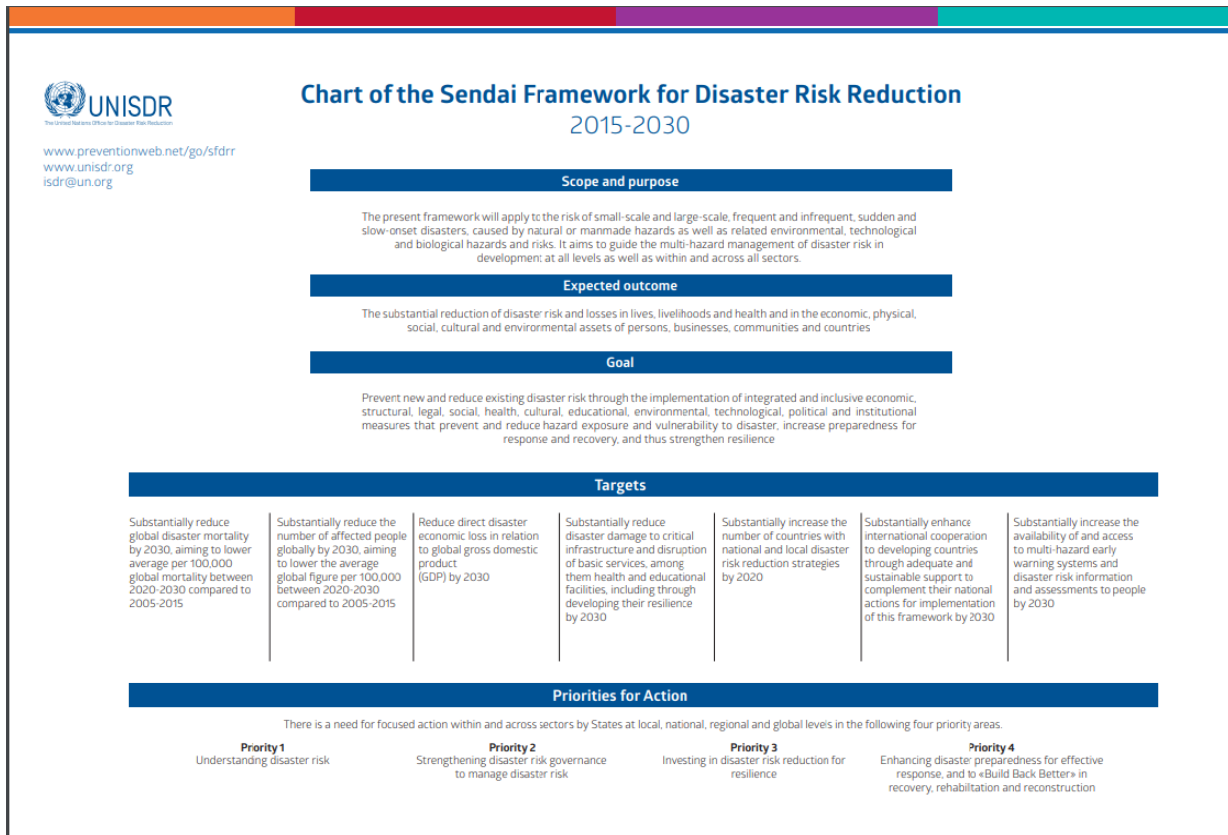 UNISDR
The United Nations Office for Disaster Risk Reduction
www.preventionweb.net/go/sfdrr
www.unisdr.org
isdr@un.org
Chart of the Sendai Framework for Disaster Risk Reduction
2015-2030
Scope and purpose
The present framework will apply to the risk of small-scale and large-scale, frequent and infrequent, sudden and
slow-onset disasters, caused by natural or manmade hazards as well as related environmental, technological
and biological hazards and risks. It aims to guide the multi-hazard management of disaster risk in
development at all levels as well as within and across all sectors.
Expected outcome
The substantial reduction of disaster risk and losses in lives, livelihoods and health and in the economic, physical,
social, cultural and environmental assets of persons, businesses, communities and countries
Goal
Prevent new and reduce existing disaster risk through the implementation of integrated and inclusive economic,
structural, legal, social, health, cultural, educational, environmental, technological, political and institutional
measures that prevent and reduce hazard exposure and vulnerability to disaster, increase preparedness for
response and recovery, and thus strengthen resilience
Targets
Substantially reduce
global disaster mortality
by 2030, aiming to lower
average per 100,000
global mortality between
2020-2030 compared to
2005-2015
Substantially reduce the
number of affected people
globally by 2030, aiming
to lower the average
global figure per 100,000
between 2020-2030
compared to 2005-2015
Reduce direct disaster
economic loss in relation
to global gross domestic
product
(GDP) by 2030
Substantially reduce
disaster damage to critical
infrastructure and disruption
of basic services, among
them health and educational
facilities, including through
developing their resilience
by 2030
Substantially increase the
number of countries with
national and local disaster
risk reduction strategies
by 2020
Substantially enhance
international cooperation
to developing countries
through adequate and
sustainable support to
complement their national
actions for implementation
of this framework by 2030
Substantially increase the
availability of and access
to multi-hazard early
warning systems and
disaster risk information
and assessments to people
by 2030
Priorities for Action
There is a need for focused action within and across sectors by States at local, national, regional and global levels in the following four priority areas.
Priority 1
Understanding disaster risk
Priority 2
Strengthening disaster risk governance
to manage disaster risk
Priority 3
Investing in disaster risk reduction for
resilience
Priority 4
Enhancing disaster preparedness for effective
response, and to «Build Back Better» in
recovery, rehabilitation and reconstruction